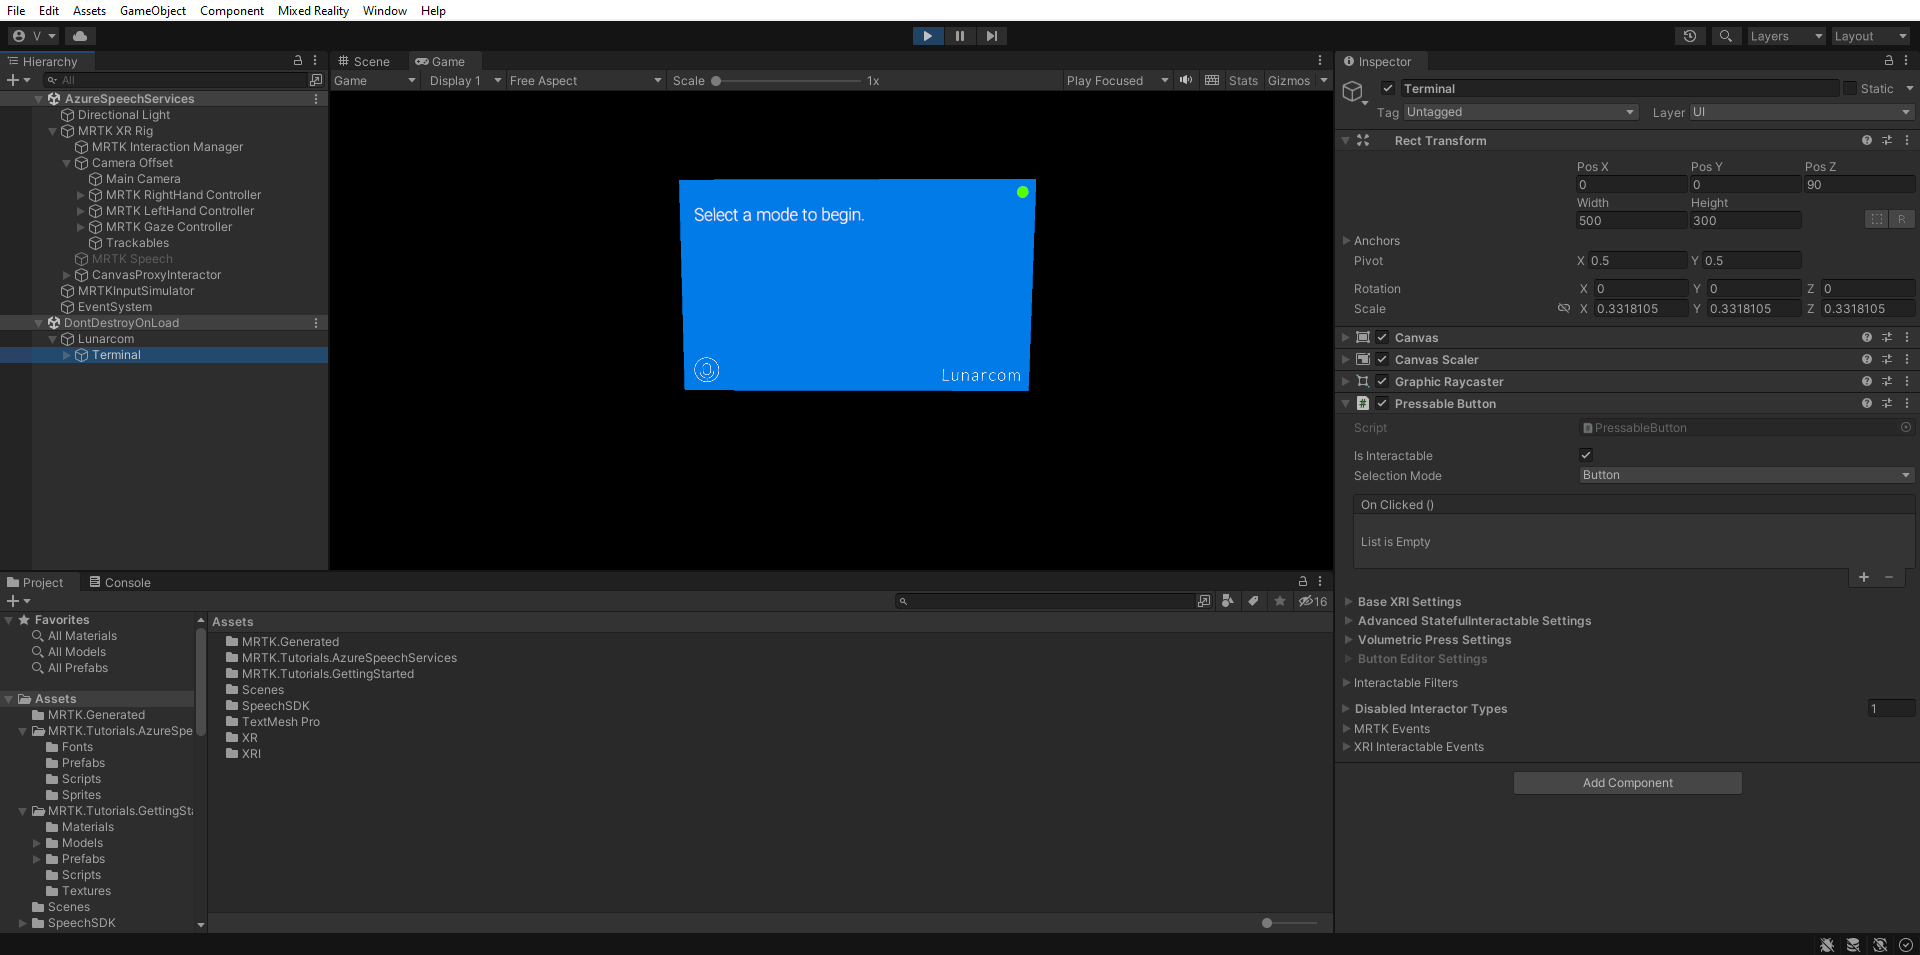 File Edit Assets GameObject Component Mixed Reality Window Help
V Layers Layout
Hierarchy
All
AzureSpeechServices
Directional Light
MRTK XR Rig
MRTK Interaction Manager
Camera Offset
Main Camera
MRTK RightHand Controller
MRTK LeftHand Controller
MRTK Gaze Controller
Trackables
MRTK Speech
CanvasProxyInteractor
MRTKInputSimulator
EventSystem
DontDestroyOnLoad
Lunarcom
Terminal
Scene Game
Game Display 1 Free Aspect Scale 1x Play Focused Stats Gizmos
Select a mode to begin.
Lunarcom
Inspector
Terminal Static
Tag Untagged Layer UI
Rect Transform
Pos X Pos Y Pos Z
0 0 90
Width Height
500 300 R
Anchors
Pivot X 0.5 Y 0.5
Rotation X 0 Y 0 Z 0
Scale X 0.3318105 Y 0.3318105 Z 0.3318105
Canvas
Canvas Scaler
Graphic Raycaster
# Pressable Button
Script PressableButton
Is Interactable
Selection Mode Button
On Clicked ()
List is Empty
+ −
Base XRI Settings
Advanced StatefulInteractable Settings
Volumetric Press Settings
Button Editor Settings
Interactable Filters
Disabled Interactor Types 1
MRTK Events
XRI Interactable Events
Add Component
Project Console
16
Favorites
All Materials
All Models
All Prefabs
Assets
MRTK.Generated
MRTK.Tutorials.AzureSpe
Fonts
Prefabs
Scripts
Sprites
MRTK.Tutorials.GettingSta
Materials
Models
Prefabs
Scripts
Textures
Scenes
SpeechSDK
Assets
MRTK.Generated
MRTK.Tutorials.AzureSpeechServices
MRTK.Tutorials.GettingStarted
Scenes
SpeechSDK
TextMesh Pro
XR
XRI